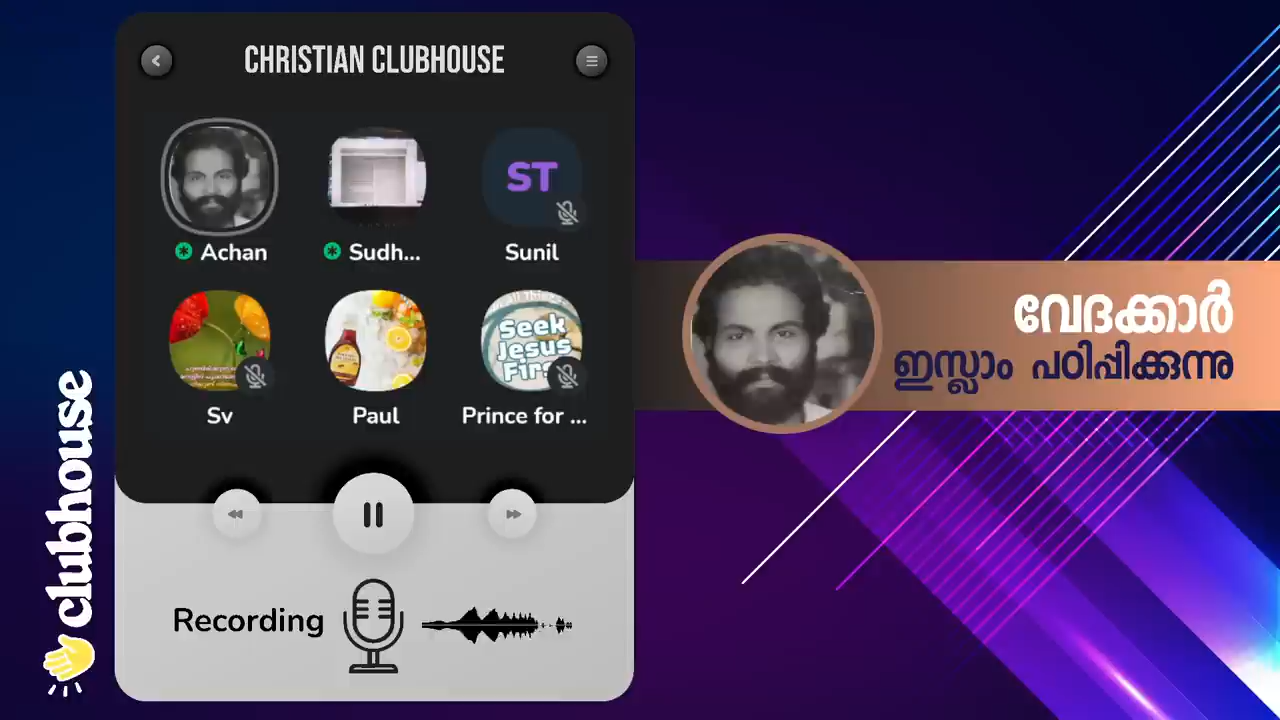 CHRISTIAN CLUBHOUSE
ST
Achan
Sudh...
Sunil
Seek
Jesus
Sv
Paul
Prince for ...
Recording
clubhouse
വേദക്കാർ
ഇസ്ലാം പഠിപ്പിക്കുന്നു